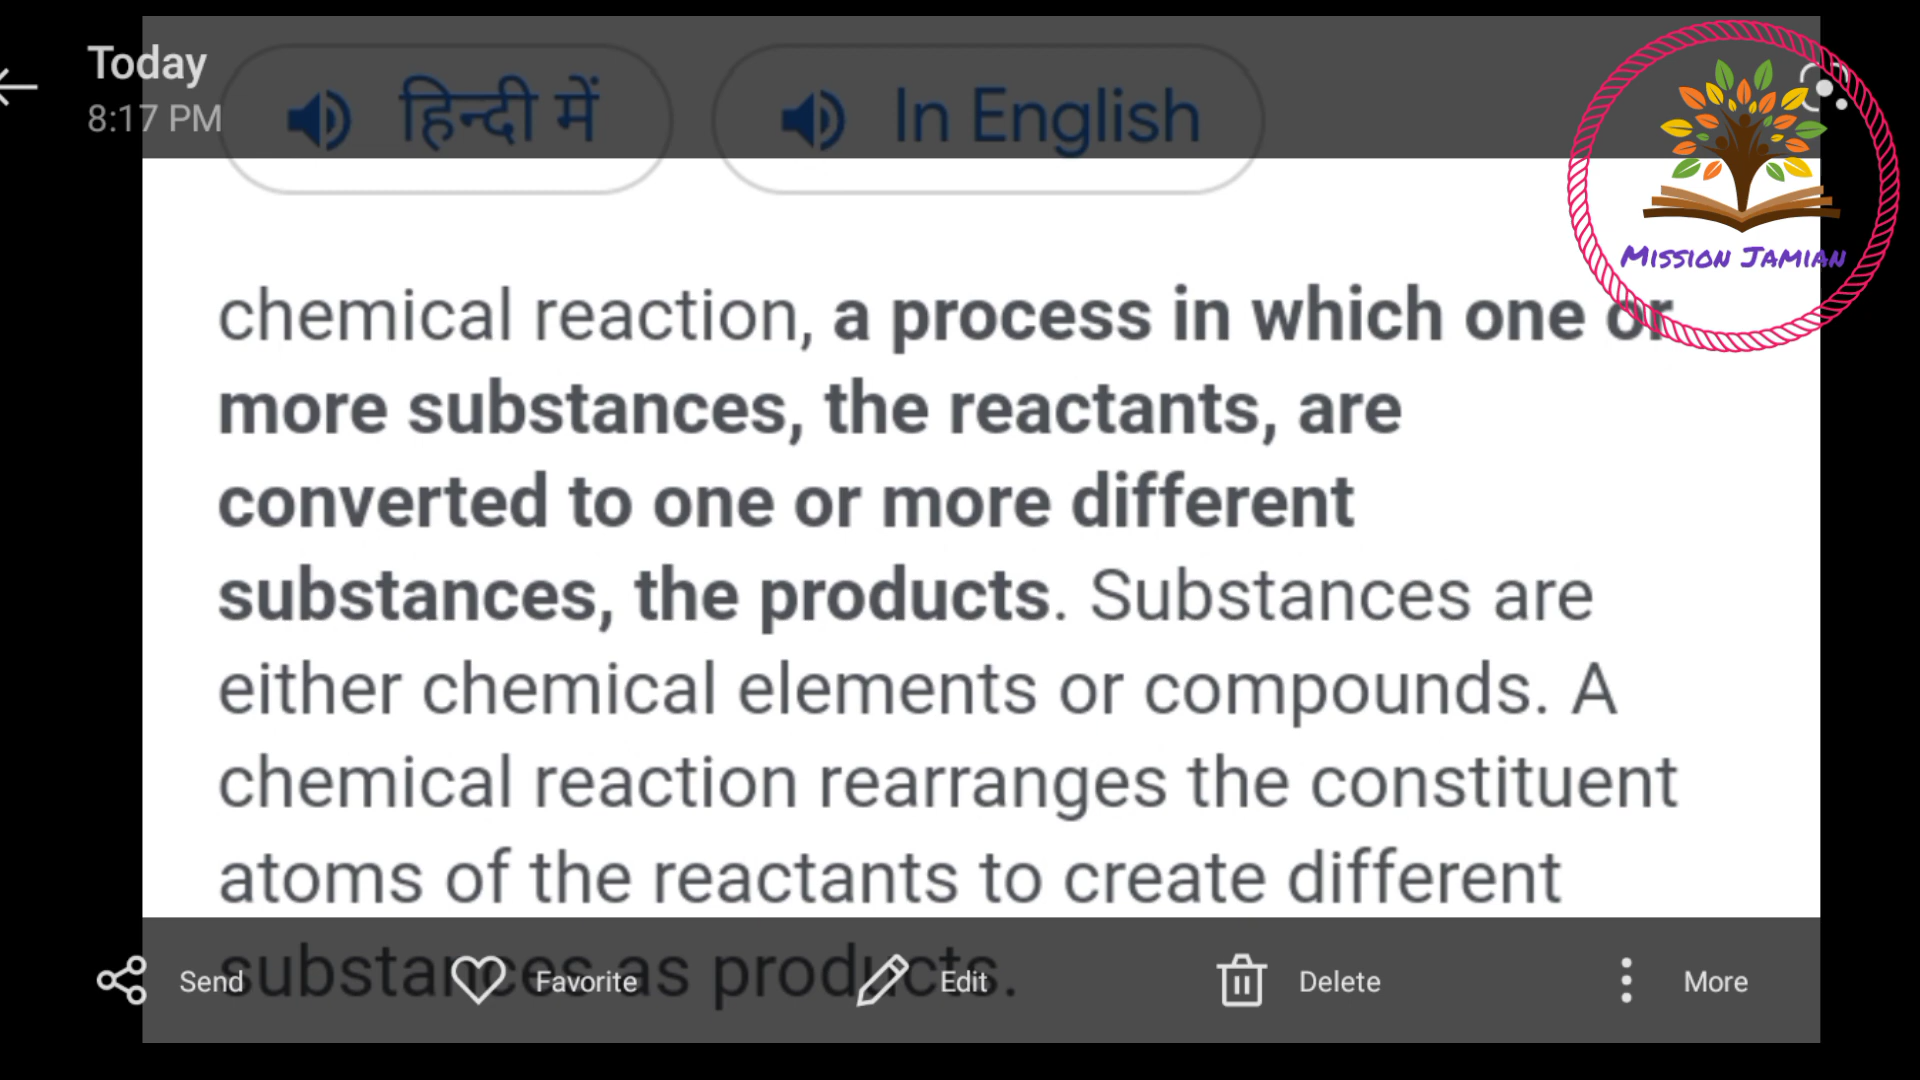 Today
8:17 PM
हिन्दी में
In English
MISSION JAMIAN
chemical reaction, a process in which one or
more substances, the reactants, are
converted to one or more different
substances, the products. Substances are
either chemical elements or compounds. A
chemical reaction rearranges the constituent
atoms of the reactants to create different
substances as products.
Send
Favorite
Edit
Delete
More